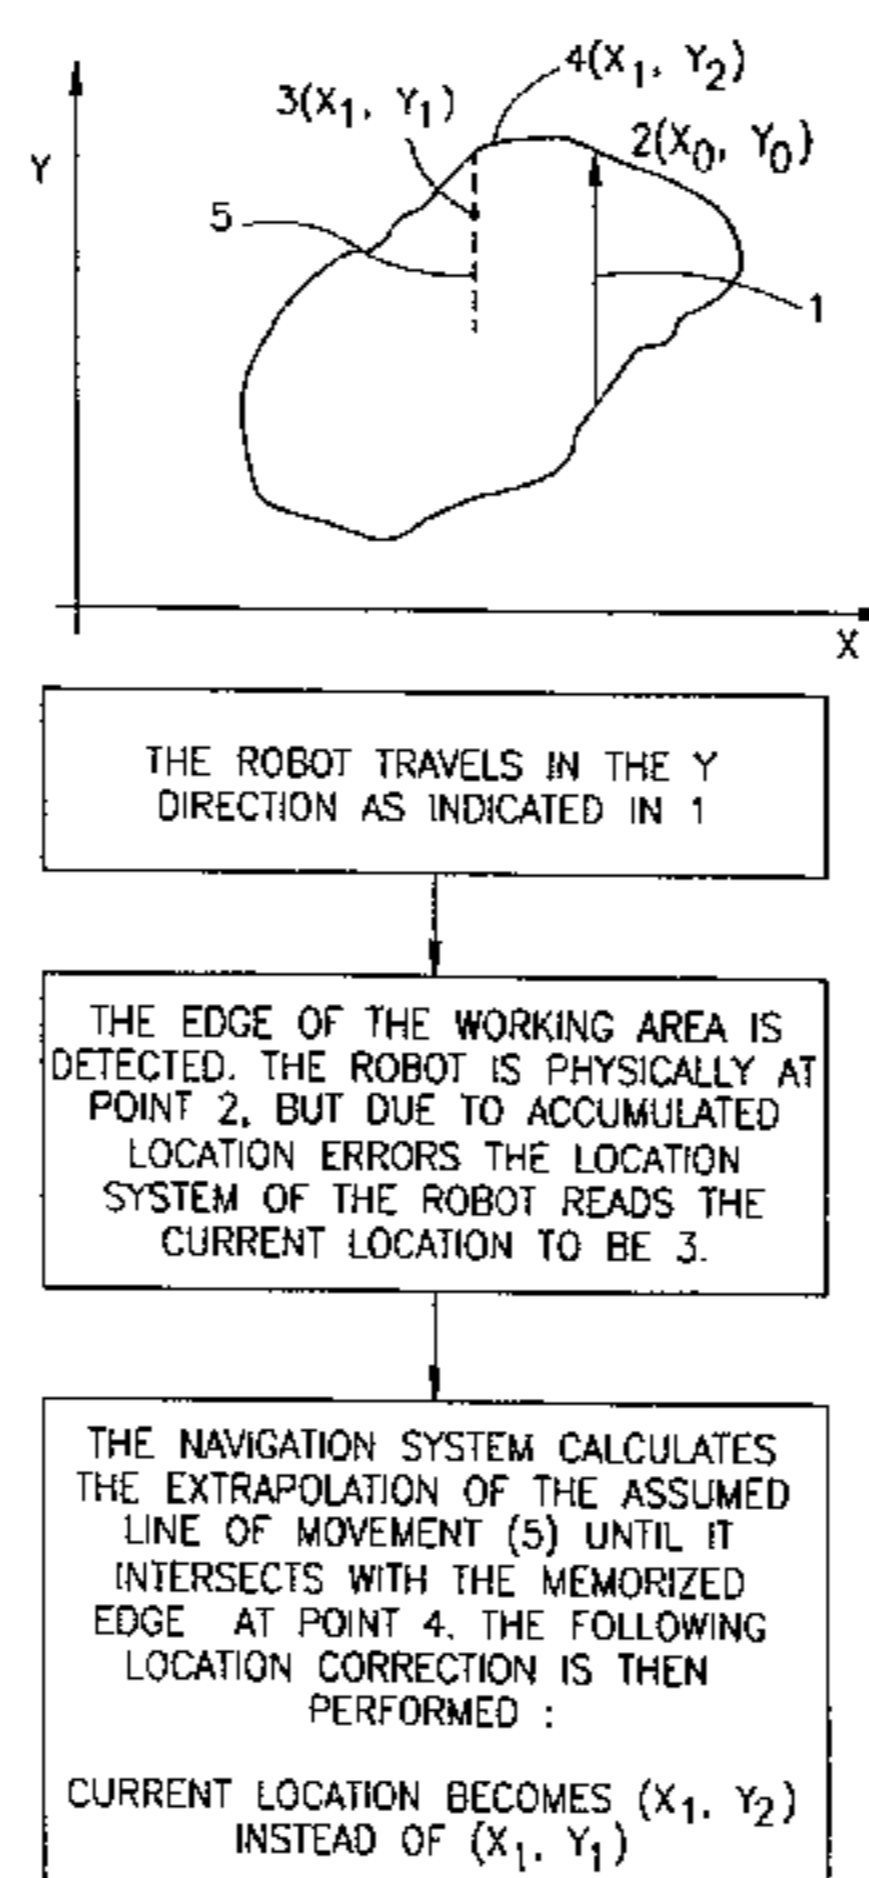 4(X1, Y2)
3(X1, Y1)
2(X0, Y0)
Y
5
1
X
THE ROBOT TRAVELS IN THE Y
DIRECTION AS INDICATED IN 1
THE EDGE OF THE WORKING AREA IS
DETECTED. THE ROBOT IS PHYSICALLY AT
POINT 2, BUT DUE TO ACCUMULATED
LOCATION ERRORS THE LOCATION
SYSTEM OF THE ROBOT READS THE
CURRENT LOCATION TO BE 3.
THE NAVIGATION SYSTEM CALCULATES
THE EXTRAPOLATION OF THE ASSUMED
LINE OF MOVEMENT (5) UNTIL IT
INTERSECTS WITH THE MEMORIZED
EDGE AT POINT 4. THE FOLLOWING
LOCATION CORRECTION IS THEN
PERFORMED :
CURRENT LOCATION BECOMES (X1, Y2)
INSTEAD OF (X1, Y1)